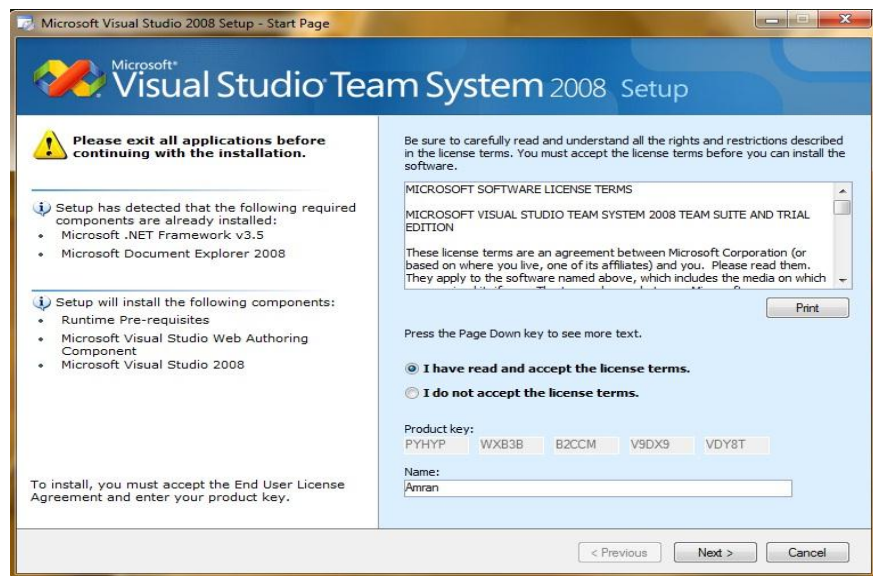 Microsoft Visual Studio 2008 Setup - Start Page
Microsoft®
Visual Studio Team System 2008 Setup
Please exit all applications before
continuing with the installation.
Setup has detected that the following required
components are already installed:
• Microsoft .NET Framework v3.5
• Microsoft Document Explorer 2008
Setup will install the following components:
• Runtime Pre-requisites
• Microsoft Visual Studio Web Authoring
Component
• Microsoft Visual Studio 2008
To install, you must accept the End User License
Agreement and enter your product key.
Be sure to carefully read and understand all the rights and restrictions described
in the license terms. You must accept the license terms before you can install the
software.
MICROSOFT SOFTWARE LICENSE TERMS
MICROSOFT VISUAL STUDIO TEAM SYSTEM 2008 TEAM SUITE AND TRIAL
EDITION
These license terms are an agreement between Microsoft Corporation (or
based on where you live, one of its affiliates) and you. Please read them.
They apply to the software named above, which includes the media on which
Print
Press the Page Down key to see more text.
I have read and accept the license terms.
I do not accept the license terms.
Product key:
PYHYP WXB3B B2CCM V9DX9 VDY8T
Name:
Amran
< Previous Next > Cancel